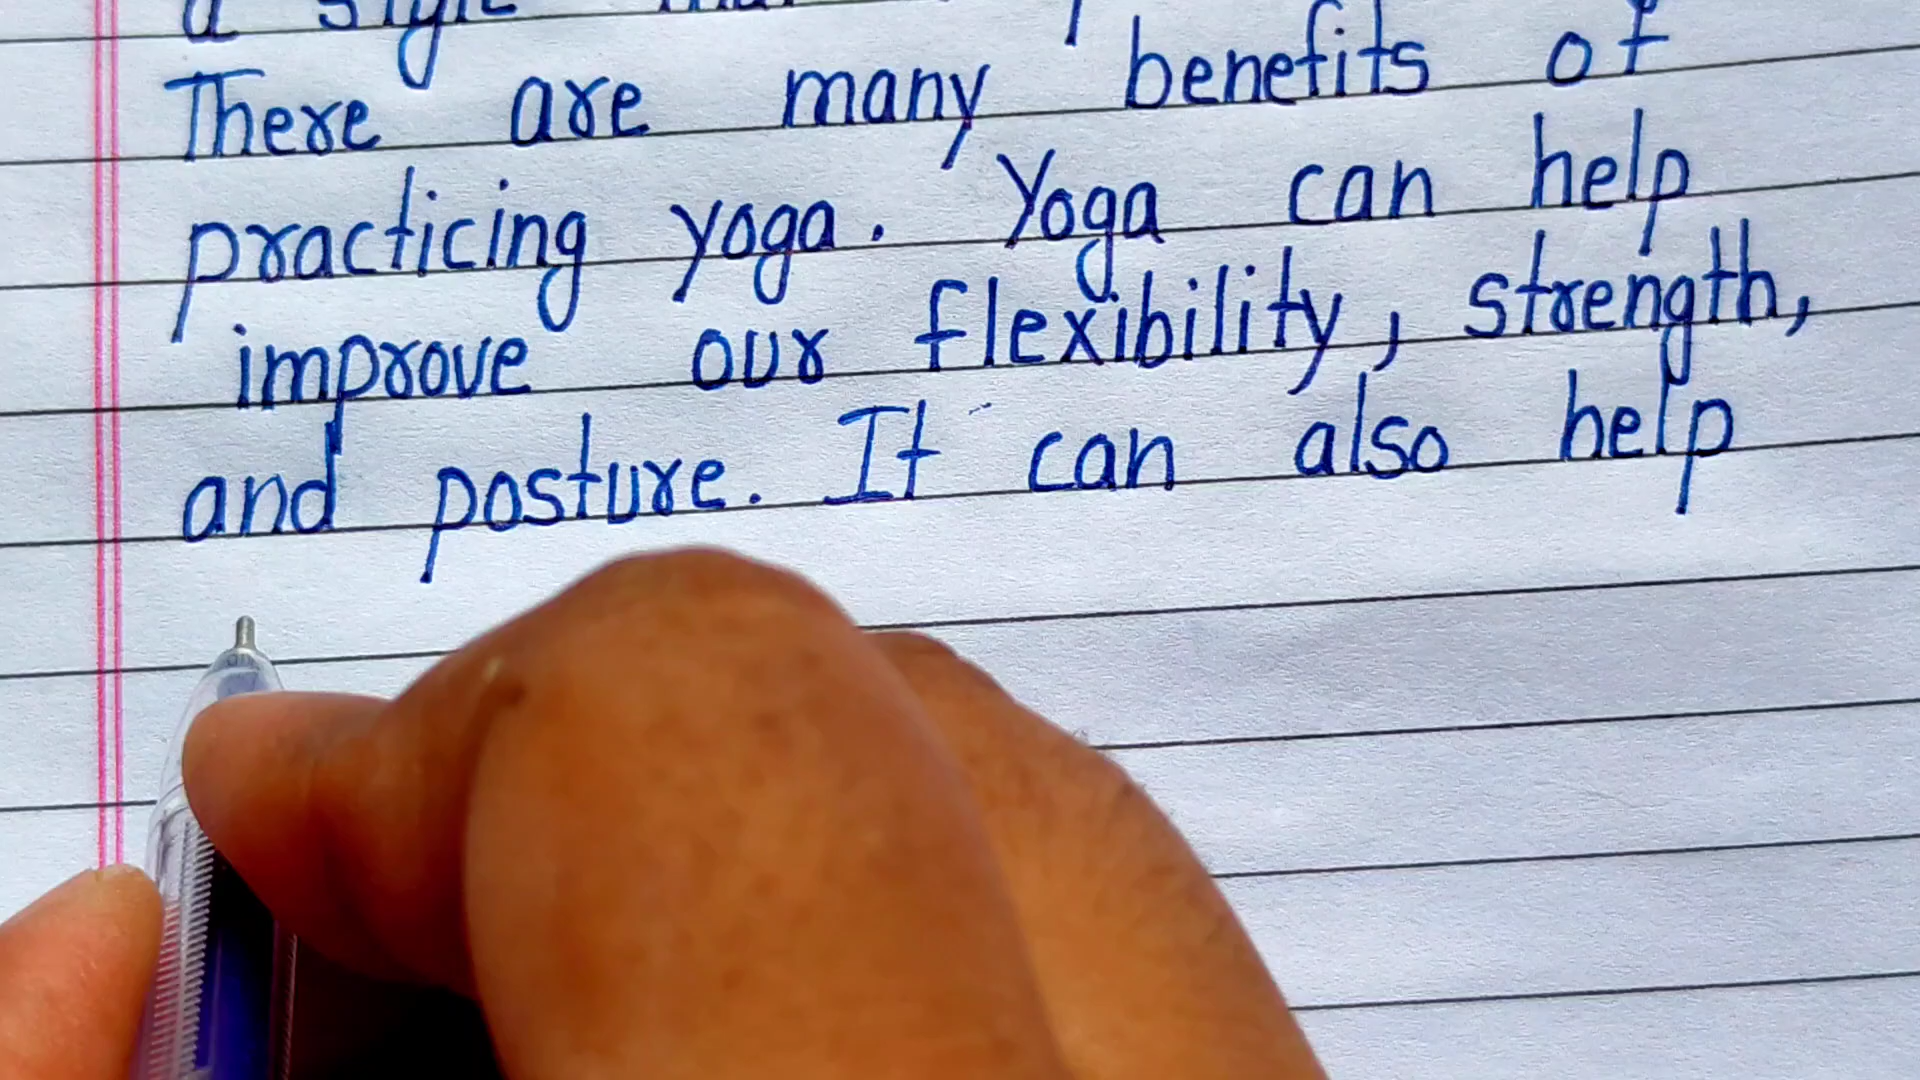 a style
There are many benefits of
practicing yoga. Yoga can help
improve our flexibility, strength,
and posture. It can also help